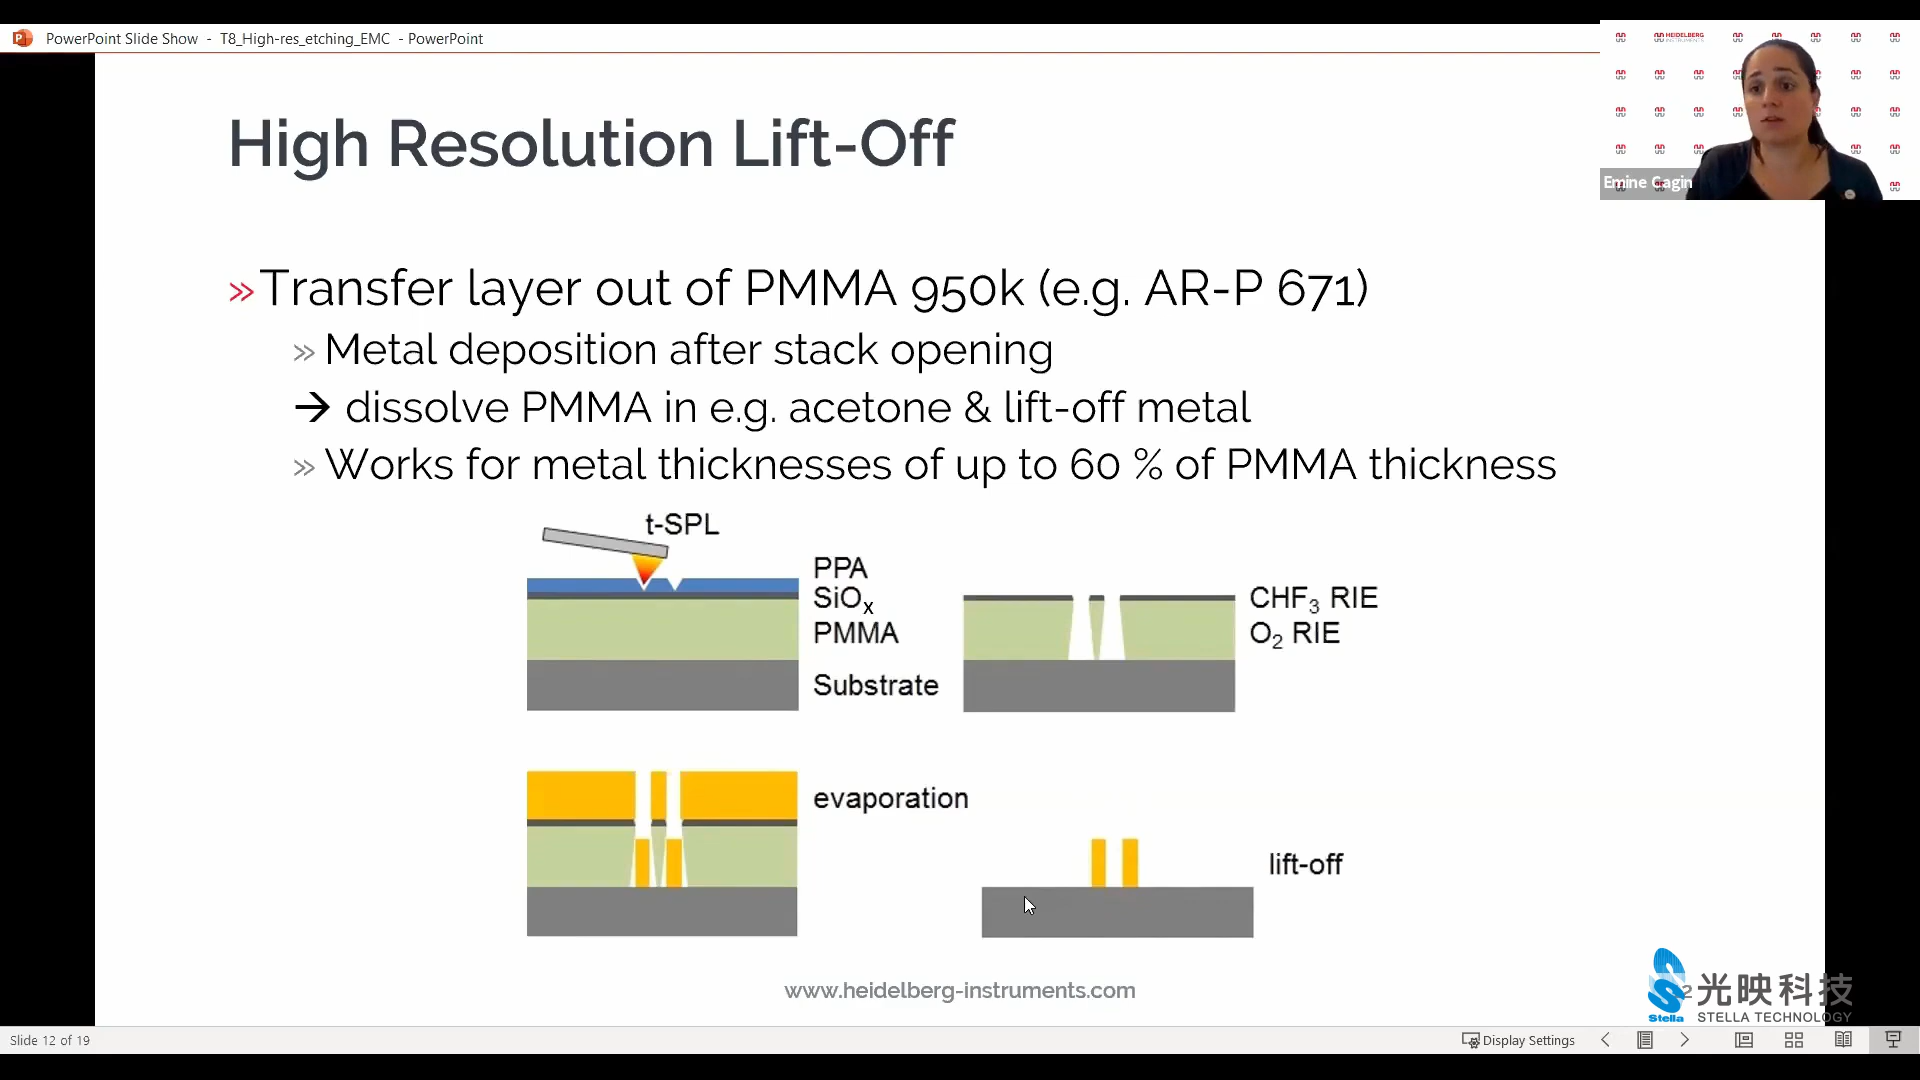 PowerPoint Slide Show - T8_High-res_etching_EMC - PowerPoint
HEIDELBERG
INSTRUMENTS
Emine Cagin
High Resolution Lift-Off
» Transfer layer out of PMMA 950k (e.g. AR-P 671)
» Metal deposition after stack opening
→ dissolve PMMA in e.g. acetone & lift-off metal
» Works for metal thicknesses of up to 60 % of PMMA thickness
t-SPL
PPA
SiOx
PMMA
Substrate
CHF3 RIE
O2 RIE
evaporation
lift-off
www.heidelberg-instruments.com
2
光映科技
Stella
STELLA TECHNOLOGY
Slide 12 of 19
Display Settings